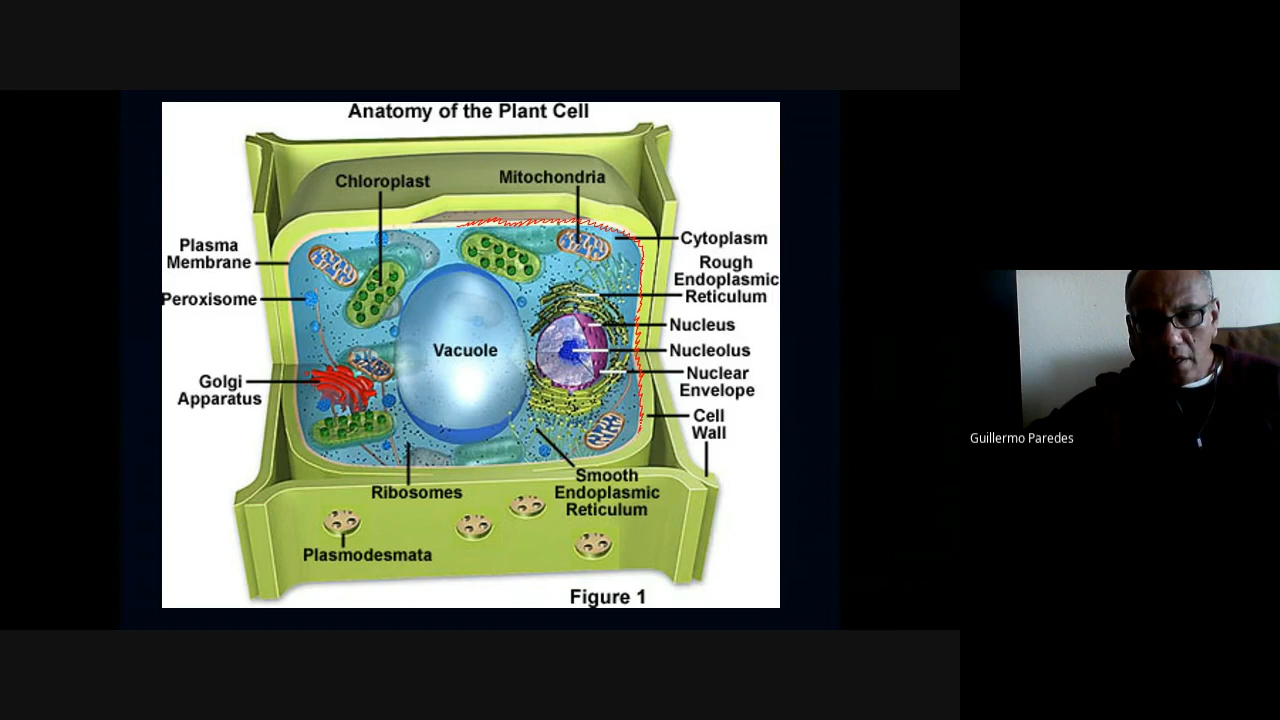 Anatomy of the Plant Cell
Chloroplast
Mitochondria
Plasma
Membrane
Cytoplasm
Rough
Endoplasmic
Reticulum
Peroxisome
Nucleus
Vacuole
Nucleolus
Golgi
Apparatus
Nuclear
Envelope
Cell
Wall
Ribosomes
Smooth
Endoplasmic
Reticulum
Plasmodesmata
Figure 1
Guillermo Paredes